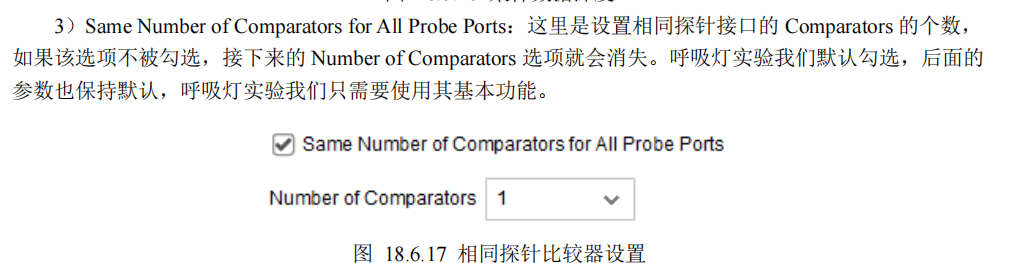 3）Same Number of Comparators for All Probe Ports：这里是设置相同探针接口的 Comparators 的个数，
如果该选项不被勾选，接下来的 Number of Comparators 选项就会消失。呼吸灯实验我们默认勾选，后面的
参数也保持默认，呼吸灯实验我们只需要使用其基本功能。
Same Number of Comparators for All Probe Ports
Number of Comparators 1
图 18.6.17 相同探针比较器设置